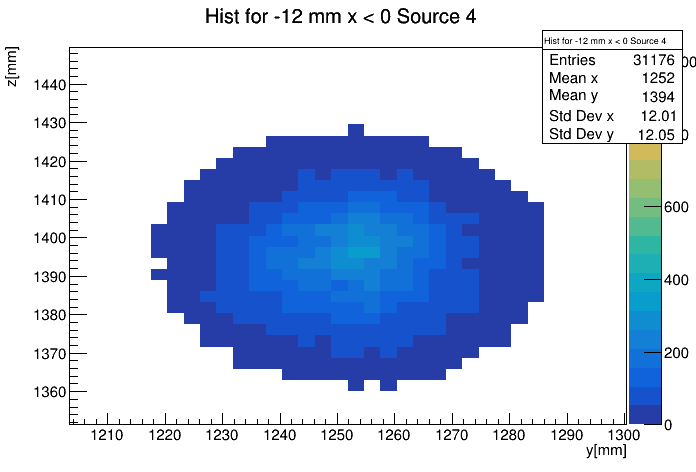 Hist for -12 mm x < 0 Source 4
z[mm]
Hist for -12 mm x < 0 Source 4
Entries 31176
Mean x 1252
Mean y 1394
Std Dev x 12.01
Std Dev y 12.05
1440
1430
1420
1410
1400
1390
1380
1370
1360
600
400
200
0
1210 1220 1230 1240 1250 1260 1270 1280 1290 1300
y[mm]